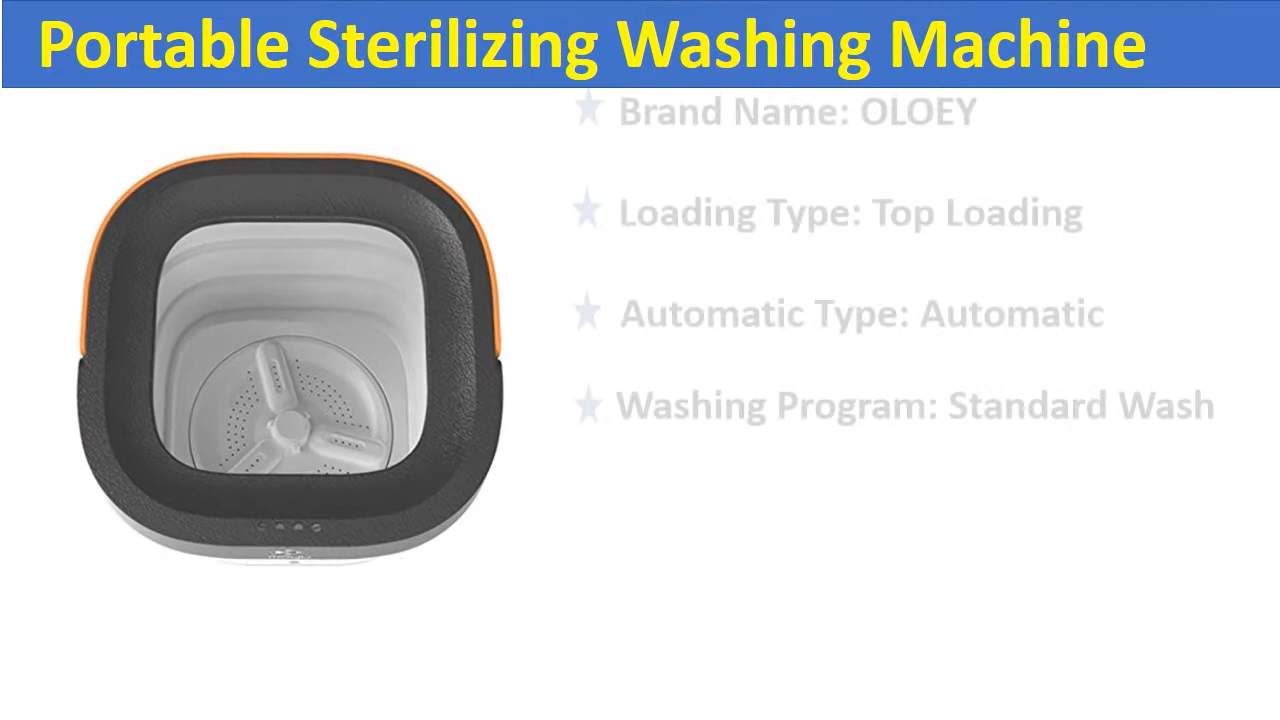 Portable Sterilizing Washing Machine
Brand Name: OLOEY
Loading Type: Top Loading
Automatic Type: Automatic
Washing Program: Standard Wash